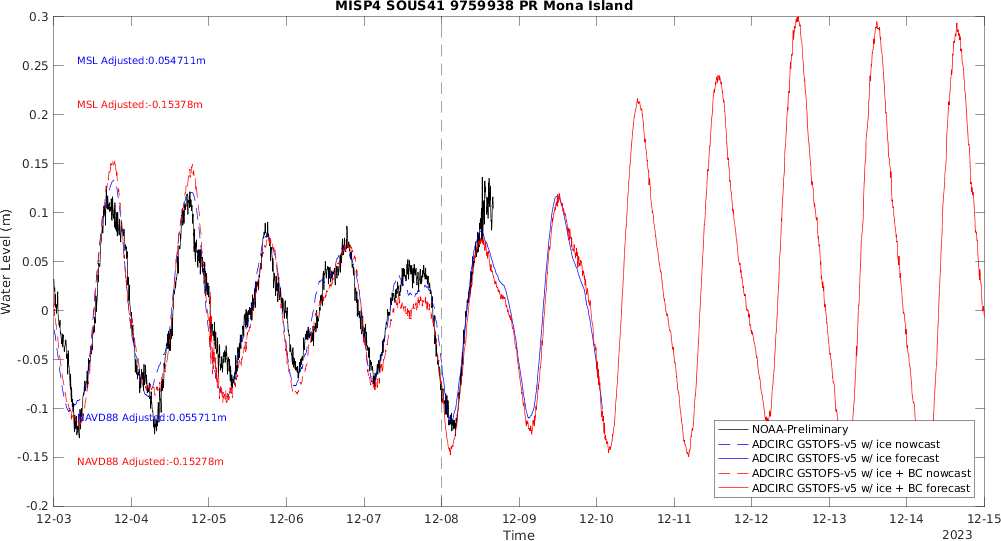 MISP4 SOUS41 9759938 PR Mona Island
0.3
0.25
0.2
0.15
0.1
0.05
0
-0.05
-0.1
-0.15
-0.2
Water Level (m)
MSL Adjusted:0.054711m
MSL Adjusted:-0.15378m
NAVD88 Adjusted:0.055711m
NAVD88 Adjusted:-0.15278m
NOAA-Preliminary
ADCIRC GSTOFS-v5 w/ ice nowcast
ADCIRC GSTOFS-v5 w/ ice forecast
ADCIRC GSTOFS-v5 w/ ice + BC nowcast
ADCIRC GSTOFS-v5 w/ ice + BC forecast
12-03 12-04 12-05 12-06 12-07 12-08 12-09 12-10 12-11 12-12 12-13 12-14 12-15
Time
2023